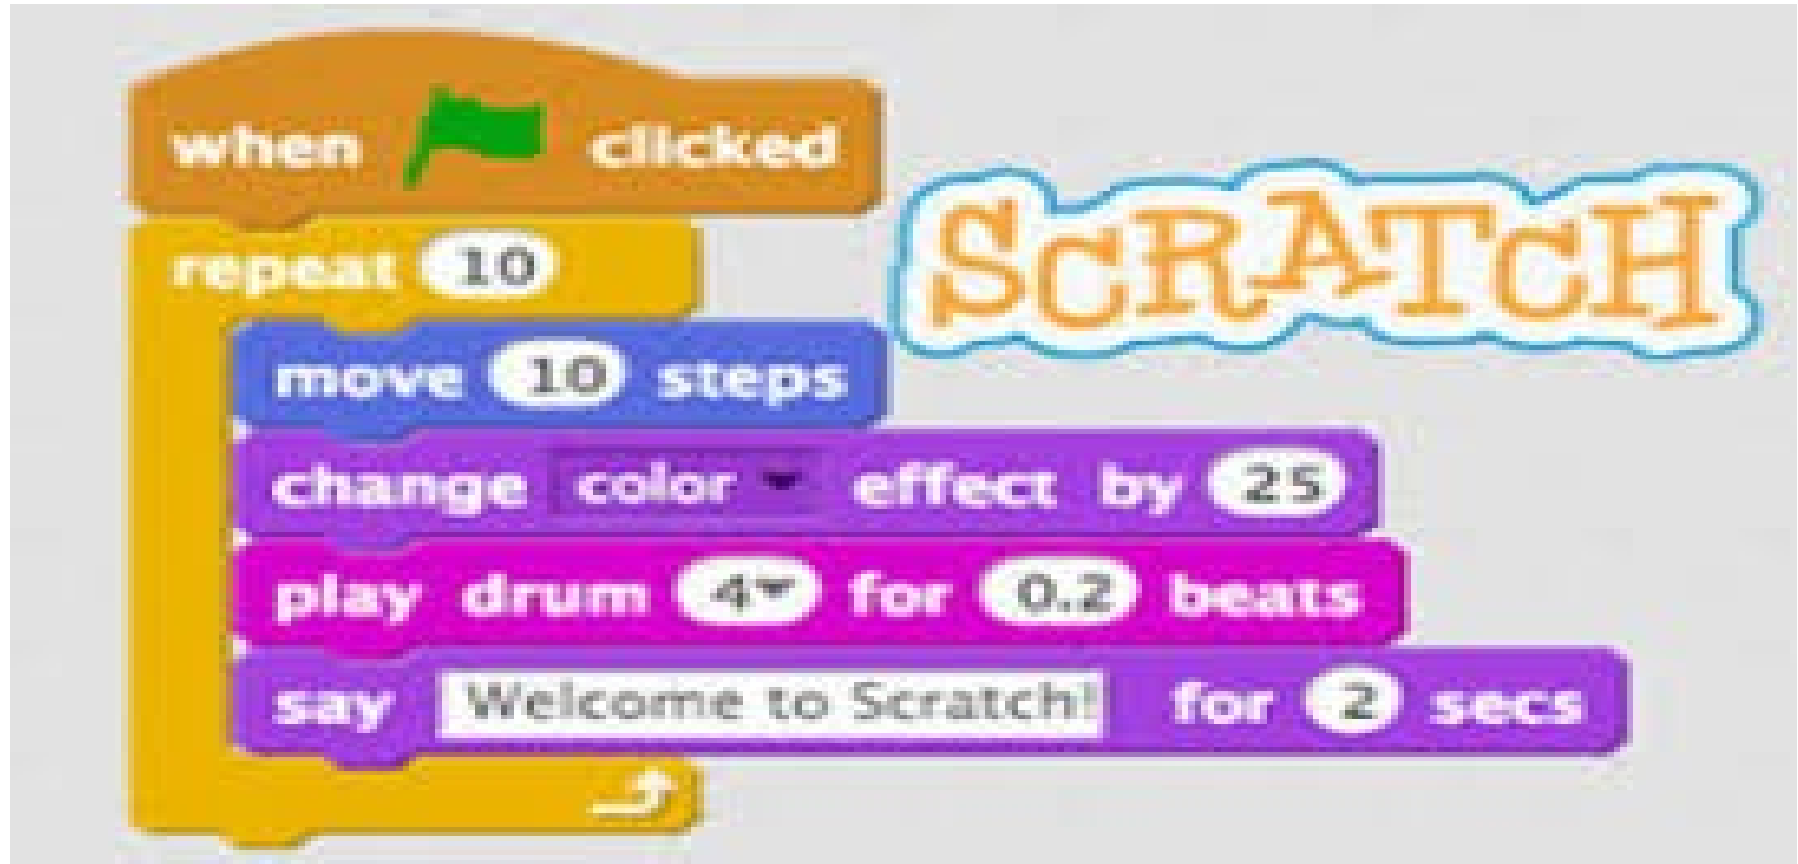 when clicked
SCRATCH
repeat 10
move 10 steps
change color effect by 25
play drum 4 for 0.2 beats
say Welcome to Scratch! for 2 secs